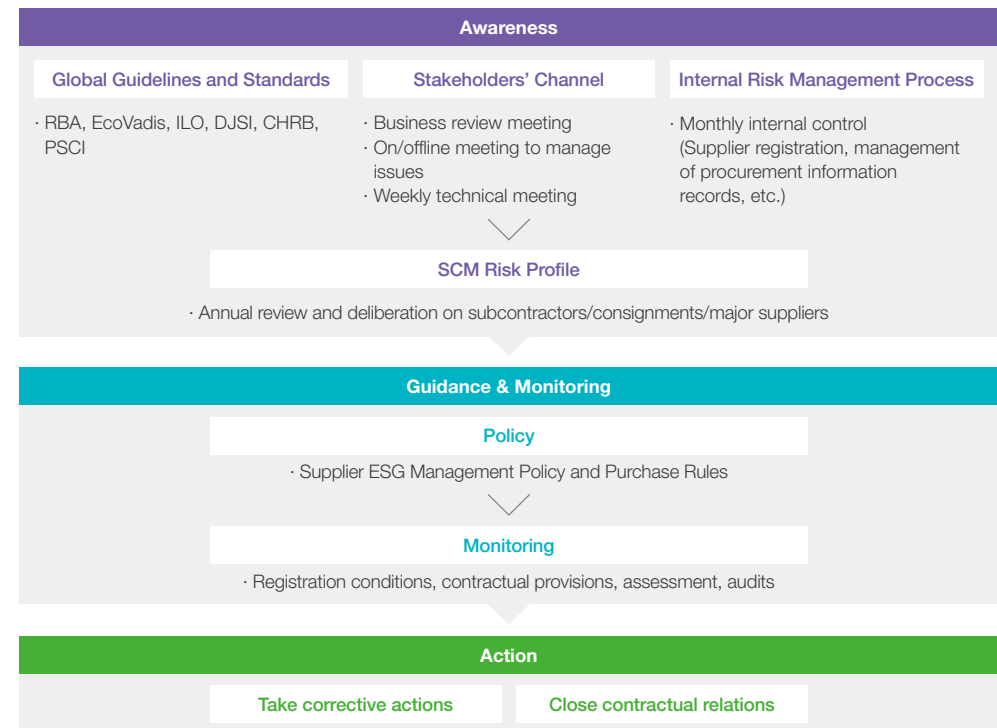 Awareness
Global Guidelines and Standards
· RBA, EcoVadis, ILO, DJSI, CHRB,
PSCI
Stakeholders’ Channel
· Business review meeting
· On/offline meeting to manage
issues
· Weekly technical meeting
Internal Risk Management Process
· Monthly internal control
(Supplier registration, management
of procurement information
records, etc.)
SCM Risk Profile
· Annual review and deliberation on subcontractors/consignments/major suppliers
Guidance & Monitoring
Policy
· Supplier ESG Management Policy and Purchase Rules
Monitoring
· Registration conditions, contractual provisions, assessment, audits
Action
Take corrective actions
Close contractual relations